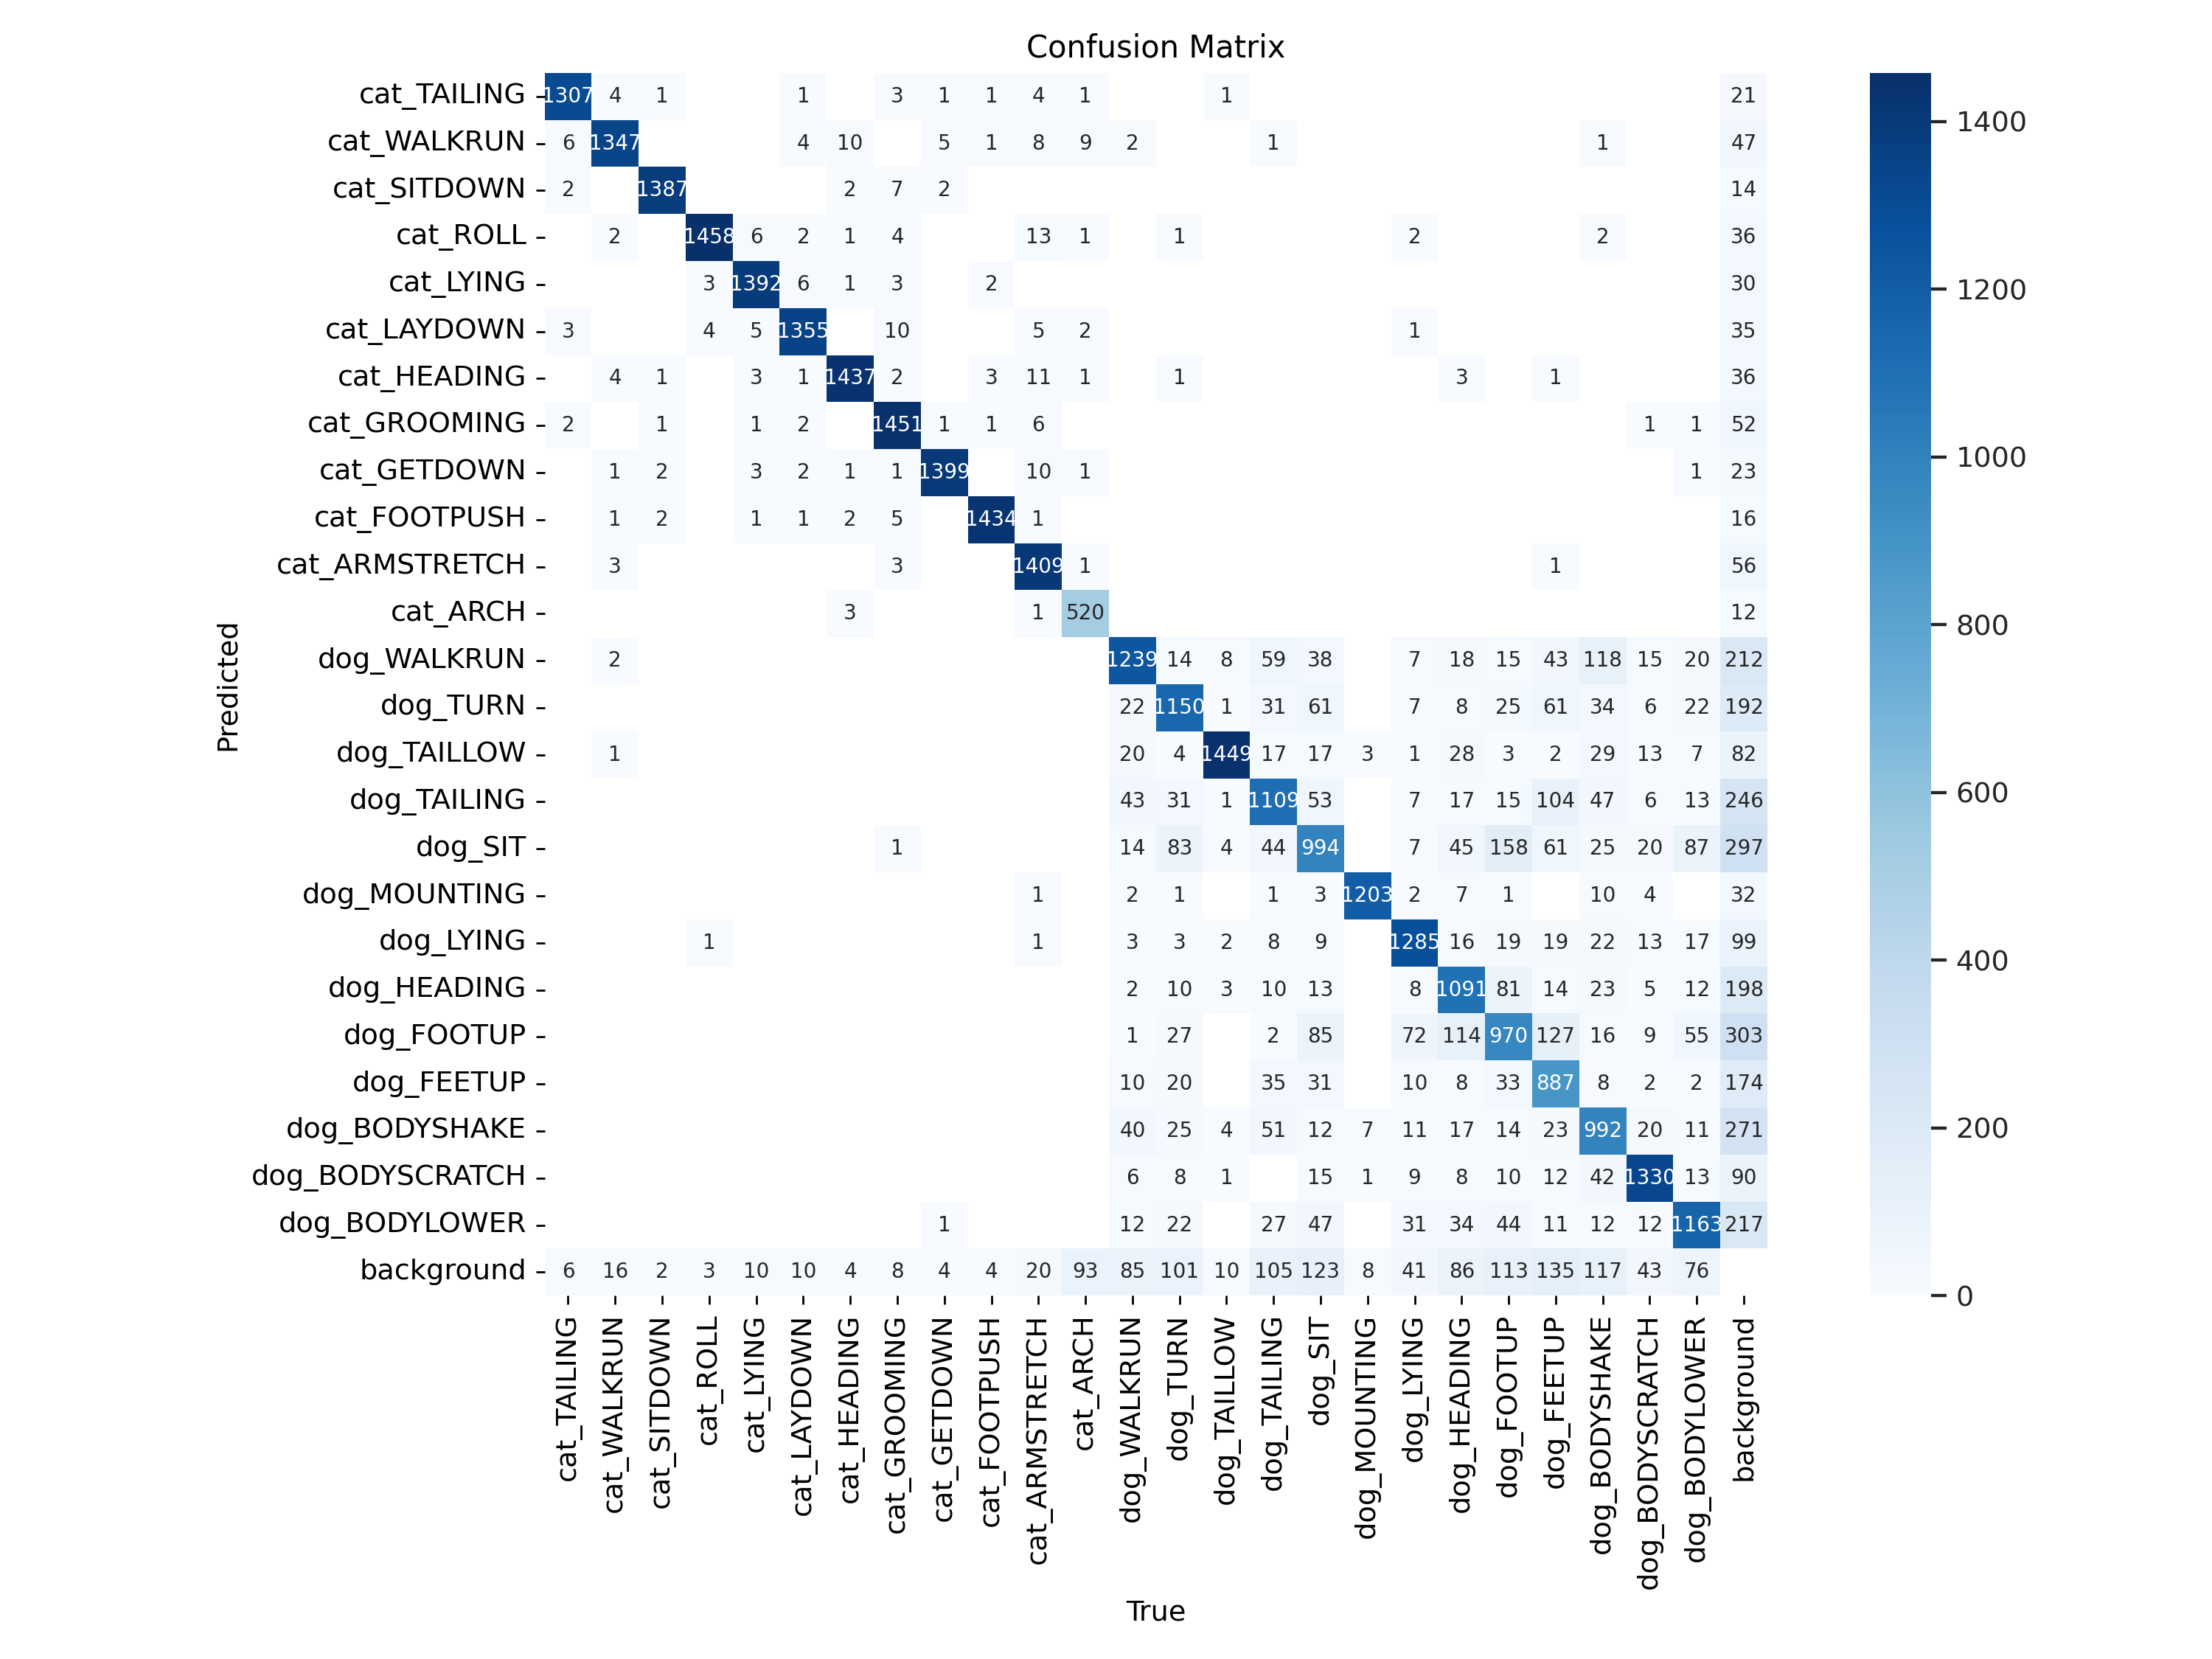 Confusion Matrix
cat_TAILING 1307 4 1 1 3 1 1 4 1 1 21
cat_WALKRUN 6 1347 4 10 5 1 8 9 2 1 1 47
cat_SITDOWN 2 1387 2 7 2 14
cat_ROLL 2 1458 6 2 1 4 13 1 1 2 2 36
cat_LYING 3 1392 6 1 3 2 30
cat_LAYDOWN 3 4 5 1355 10 5 2 1 35
cat_HEADING 4 1 3 1 1437 2 3 11 1 1 3 1 36
cat_GROOMING 2 1 1 2 1451 1 1 6 1 1 52
cat_GETDOWN 1 2 3 2 1 1 1399 10 1 1 23
cat_FOOTPUSH 1 2 1 1 2 5 1434 1 16
cat_ARMSTRETCH 3 3 1409 1 1 56
cat_ARCH 3 1 520 12
dog_WALKRUN 2 1239 14 8 59 38 7 18 15 43 118 15 20 212
dog_TURN 22 1150 1 31 61 7 8 25 61 34 6 22 192
dog_TAILLOW 1 20 4 1449 17 17 3 1 28 3 2 29 13 7 82
dog_TAILING 43 31 1 1109 53 7 17 15 104 47 6 13 246
dog_SIT 1 14 83 4 44 994 7 45 158 61 25 20 87 297
dog_MOUNTING 1 2 1 1 3 1203 2 7 1 10 4 32
dog_LYING 1 1 3 3 2 8 9 1285 16 19 19 22 13 17 99
dog_HEADING 2 10 3 10 13 8 1091 81 14 23 5 12 198
dog_FOOTUP 1 27 2 85 72 114 970 127 16 9 55 303
dog_FEETUP 10 20 35 31 10 8 33 887 8 2 2 174
dog_BODYSHAKE 40 25 4 51 12 7 11 17 14 23 992 20 11 271
dog_BODYSCRATCH 6 8 1 15 1 9 8 10 12 42 1330 13 90
dog_BODYLOWER 1 12 22 27 47 31 34 44 11 12 12 1163 217
background 6 16 2 3 10 10 4 8 4 4 20 93 85 101 10 105 123 8 41 86 113 135 117 43 76
Predicted
cat_TAILING
cat_WALKRUN
cat_SITDOWN
cat_ROLL
cat_LYING
cat_LAYDOWN
cat_HEADING
cat_GROOMING
cat_GETDOWN
cat_FOOTPUSH
cat_ARMSTRETCH
cat_ARCH
dog_WALKRUN
dog_TURN
dog_TAILLOW
dog_TAILING
dog_SIT
dog_MOUNTING
dog_LYING
dog_HEADING
dog_FOOTUP
dog_FEETUP
dog_BODYSHAKE
dog_BODYSCRATCH
dog_BODYLOWER
background
True
1400
1200
1000
800
600
400
200
0